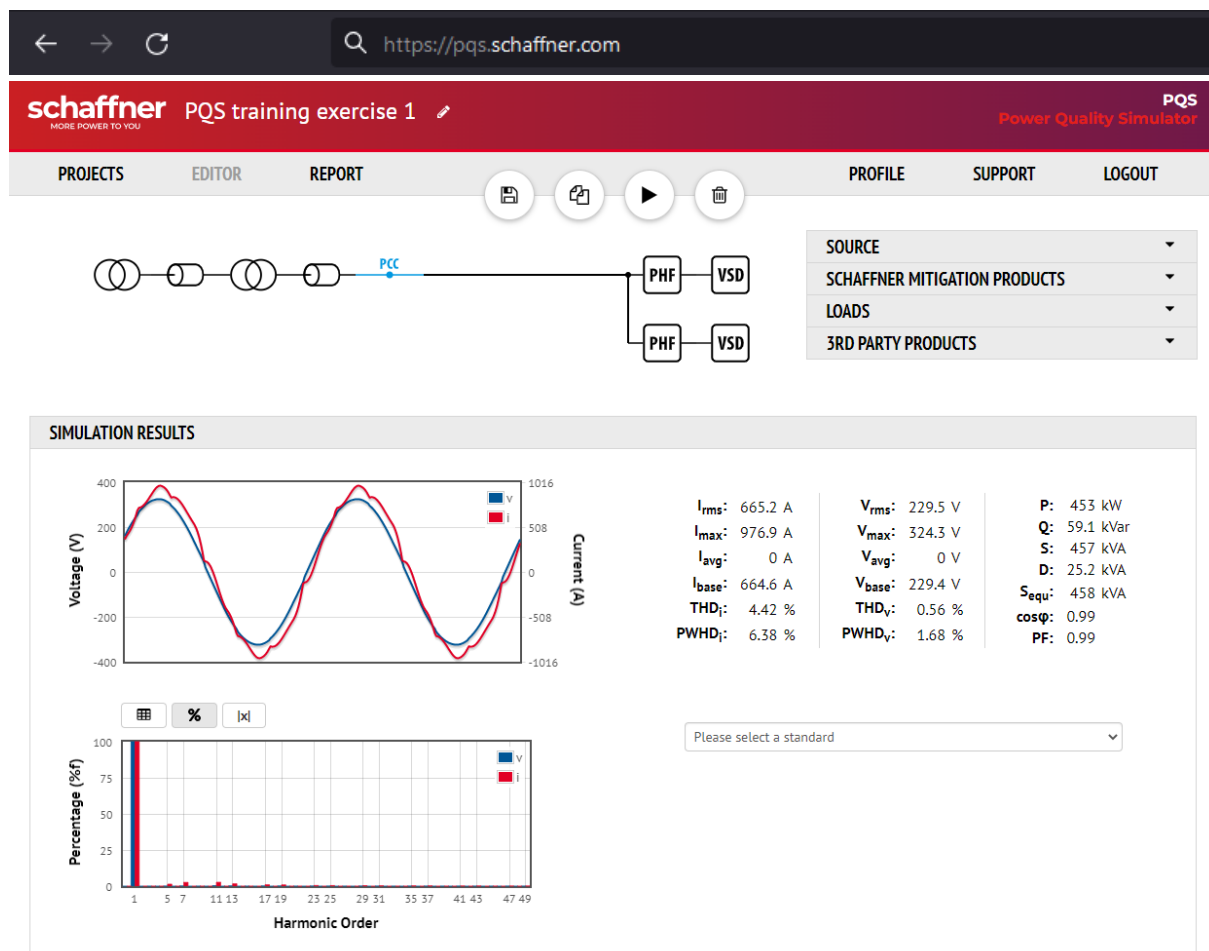 https://pqs.schaffner.com
schaffner PQS training exercise 1
MORE POWER TO YOU
PQS
Power Quality Simulator
PROJECTS EDITOR REPORT PROFILE SUPPORT LOGOUT
PCC
PHF VSD
PHF VSD
SOURCE
SCHAFFNER MITIGATION PRODUCTS
LOADS
3RD PARTY PRODUCTS
SIMULATION RESULTS
Voltage (V)
400
200
0
-200
-400
v
i
1016
508
0
-508
-1016
Current (A)
Irms: 665.2 A
Imax: 976.9 A
Iavg: 0 A
Ibase: 664.6 A
THDi: 4.42 %
PWHDi: 6.38 %
Vrms: 229.5 V
Vmax: 324.3 V
Vavg: 0 V
Vbase: 229.4 V
THDv: 0.56 %
PWHDv: 1.68 %
P: 453 kW
Q: 59.1 kVar
S: 457 kVA
D: 25.2 kVA
Sequ: 458 kVA
cosφ: 0.99
PF: 0.99
% |x|
Please select a standard
Percentage (%f)
100
75
50
25
0
v
i
1 5 7 11 13 17 19 23 25 29 31 35 37 41 43 47 49
Harmonic Order